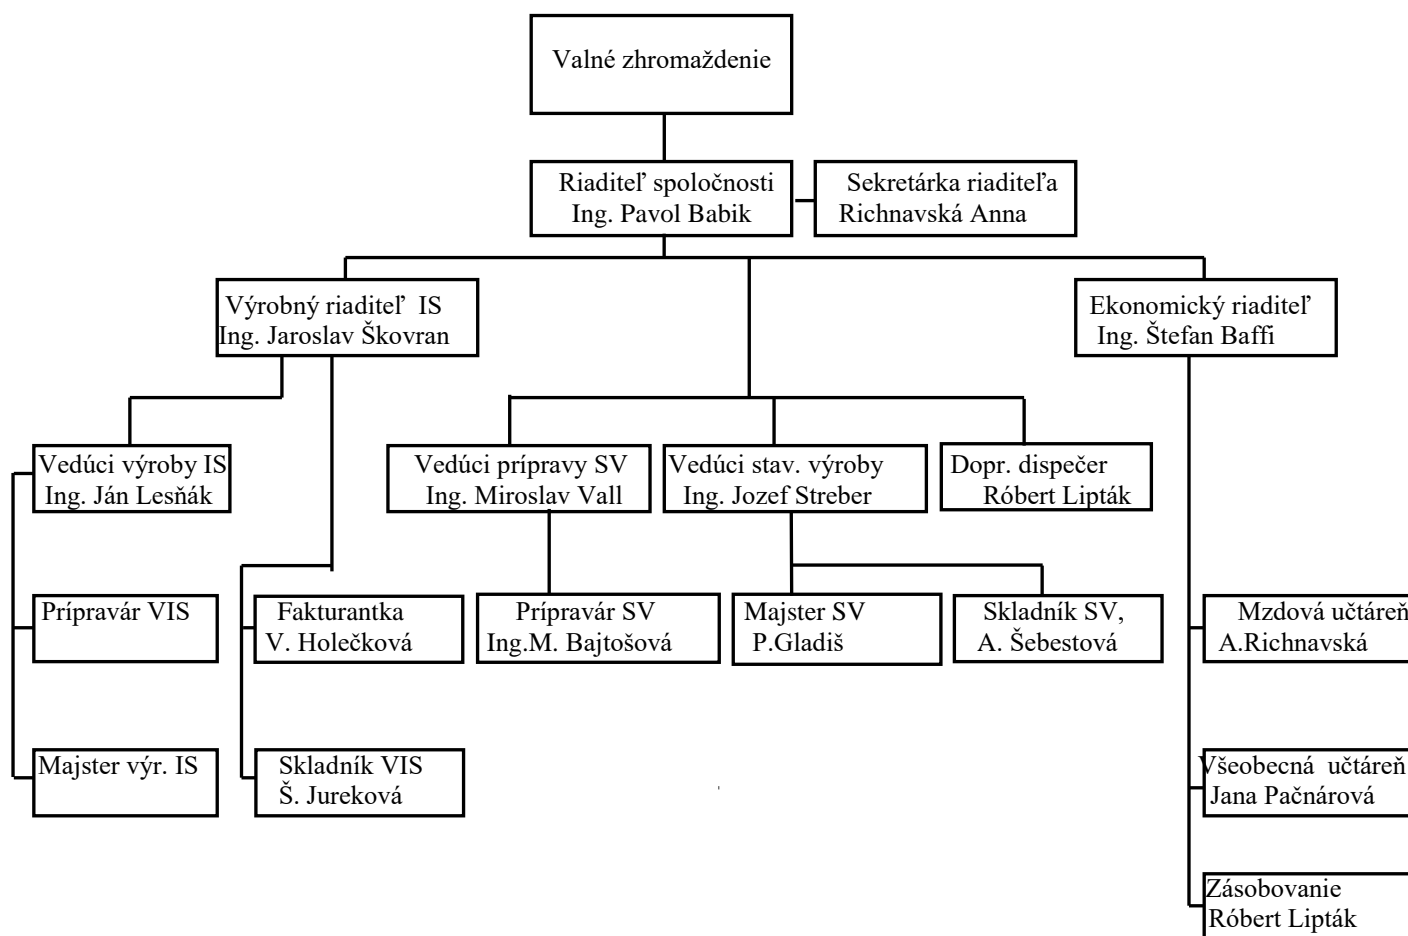 Valné zhromaždenie
Riaditeľ spoločnosti
Ing. Pavol Babik
Sekretárka riaditeľa
Richnavská Anna
Výrobný riaditeľ  IS
Ing. Jaroslav Škovran
Ekonomický riaditeľ
Ing. Štefan Baffi
Vedúci výroby IS
Ing. Ján Lesňák
Vedúci prípravy SV
Ing. Miroslav Vall
Vedúci stav. výroby
Ing. Jozef Streber
Dopr. dispečer
Róbert Lipták
Prípravár VIS
Fakturantka
V. Holečková
Prípravár SV
Ing.M. Bajtošová
Majster SV
P.Gladiš
Skladník SV,
A. Šebestová
Mzdová učtáreň
A.Richnavská
Majster výr. IS
Skladník VIS
Š. Jureková
Všeobecná  učtáreň
Jana Pačnárová
Zásobovanie
Róbert Lipták